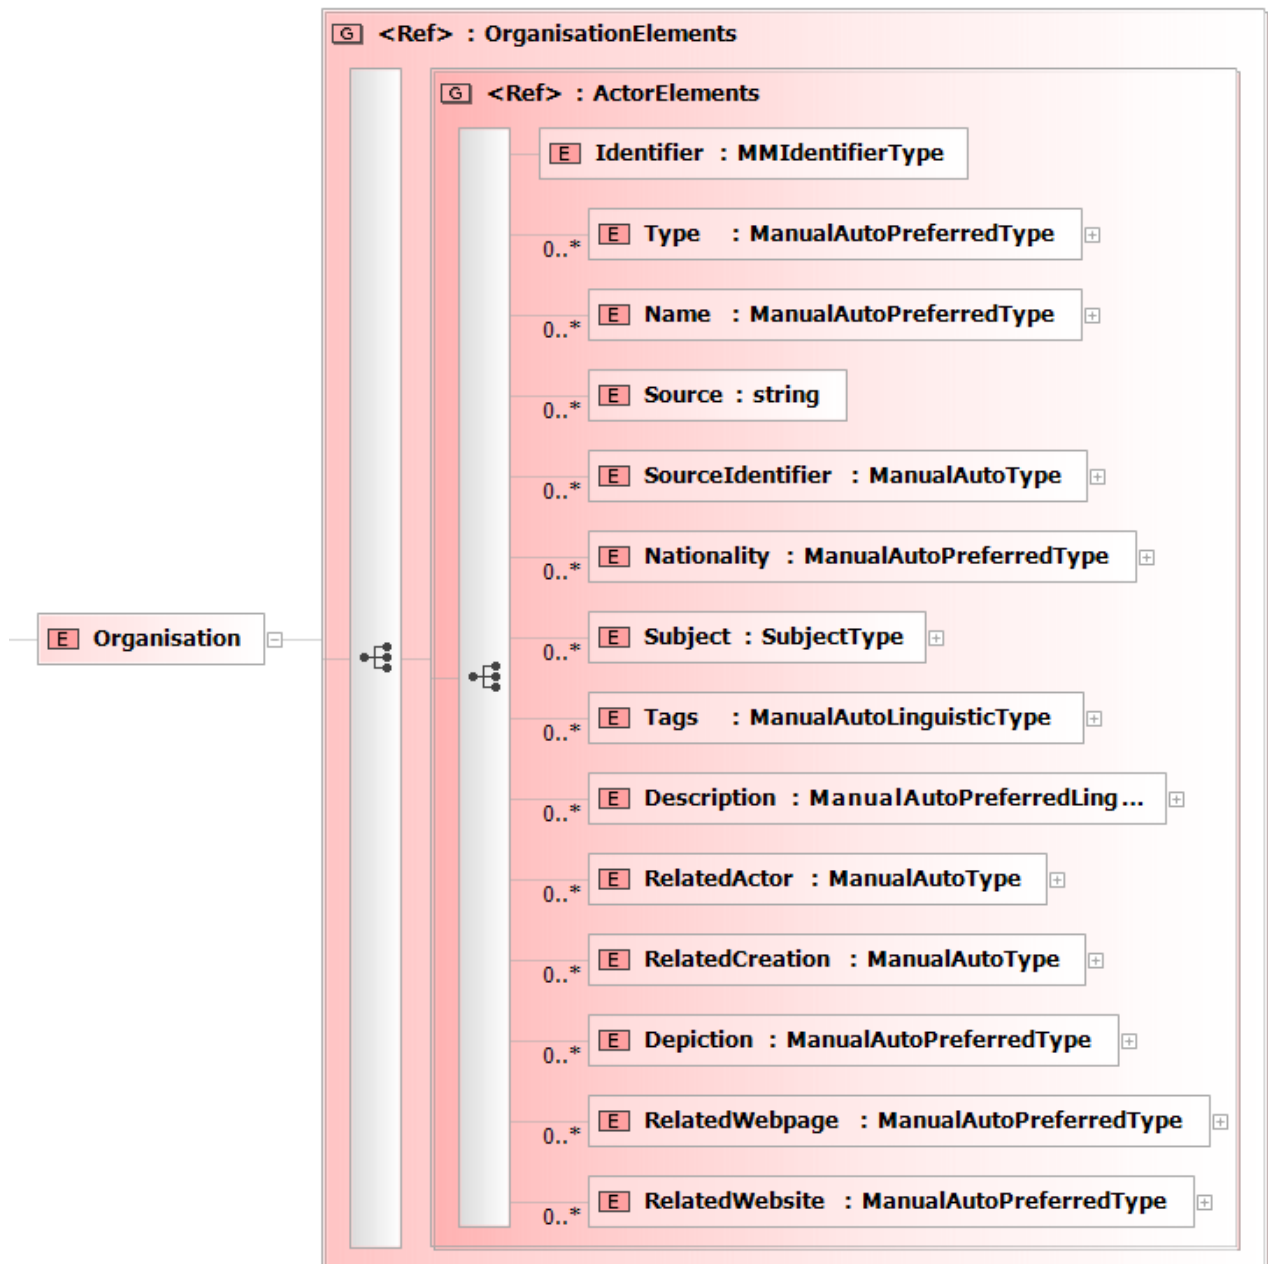 G <Ref> : OrganisationElements
G <Ref> : ActorElements
E Identifier : MMIdentifierType
0..* E Type : ManualAutoPreferredType
0..* E Name : ManualAutoPreferredType
0..* E Source : string
0..* E SourceIdentifier : ManualAutoType
0..* E Nationality : ManualAutoPreferredType
E Organisation
0..* E Subject : SubjectType
0..* E Tags : ManualAutoLinguisticType
0..* E Description : ManualAutoPreferredLing...
0..* E RelatedActor : ManualAutoType
0..* E RelatedCreation : ManualAutoType
0..* E Depiction : ManualAutoPreferredType
0..* E RelatedWebpage : ManualAutoPreferredType
0..* E RelatedWebsite : ManualAutoPreferredType